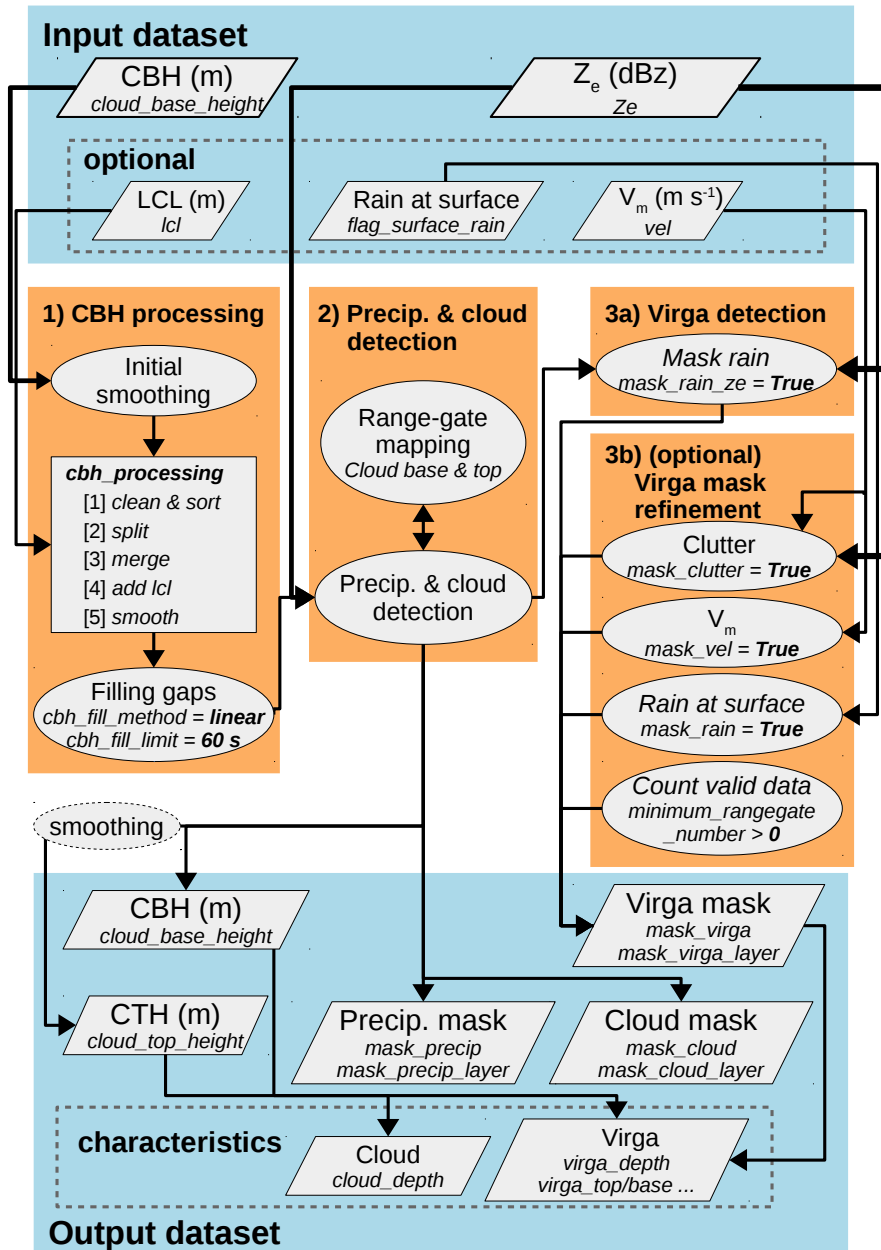 Input dataset
CBH (m)
cloud_base_height
Z_e (dBz)
Ze
optional
LCL (m)
lcl
Rain at surface
flag_surface_rain
V_m (m s⁻¹)
vel
1) CBH processing
Initial
smoothing
cbh_processing
[1] clean & sort
[2] split
[3] merge
[4] add lcl
[5] smooth
Filling gaps
cbh_fill_method = linear
cbh_fill_limit = 60 s
2) Precip. & cloud
detection
Range-gate
mapping
Cloud base & top
Precip. & cloud
detection
3a) Virga detection
Mask rain
mask_rain_ze = True
3b) (optional)
Virga mask
refinement
Clutter
mask_clutter = True
V_m
mask_vel = True
Rain at surface
mask_rain = True
Count valid data
minimum_rangegate
_number > 0
smoothing
CBH (m)
cloud_base_height
Virga mask
mask_virga
mask_virga_layer
CTH (m)
cloud_top_height
Precip. mask
mask_precip
mask_precip_layer
Cloud mask
mask_cloud
mask_cloud_layer
characteristics
Cloud
cloud_depth
Virga
virga_depth
virga_top/base ...
Output dataset